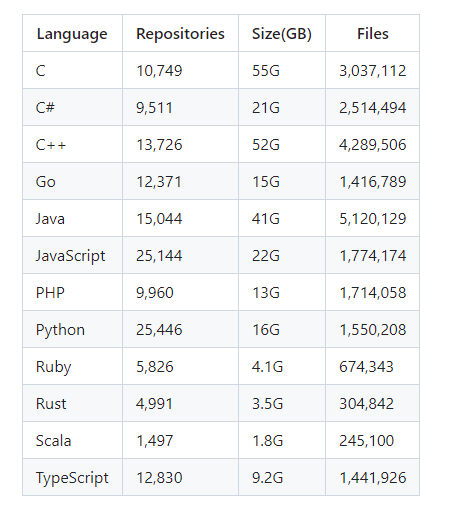 Language Repositories Size(GB) Files
C 10,749 55G 3,037,112
C# 9,511 21G 2,514,494
C++ 13,726 52G 4,289,506
Go 12,371 15G 1,416,789
Java 15,044 41G 5,120,129
JavaScript 25,144 22G 1,774,174
PHP 9,960 13G 1,714,058
Python 25,446 16G 1,550,208
Ruby 5,826 4.1G 674,343
Rust 4,991 3.5G 304,842
Scala 1,497 1.8G 245,100
TypeScript 12,830 9.2G 1,441,926